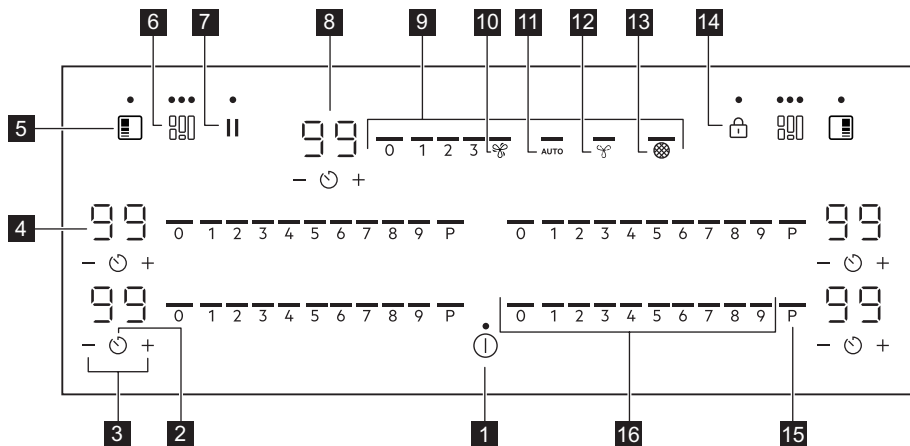 6 7 8 9 10 11 12 13 14
5
99 0 1 2 3 AUTO
− +
4 99 0 1 2 3 4 5 6 7 8 9 P 0 1 2 3 4 5 6 7 8 9 P 99
− + − +
99 0 1 2 3 4 5 6 7 8 9 P 0 1 2 3 4 5 6 7 8 9 P 99
− + − +
3 2 1 16 15